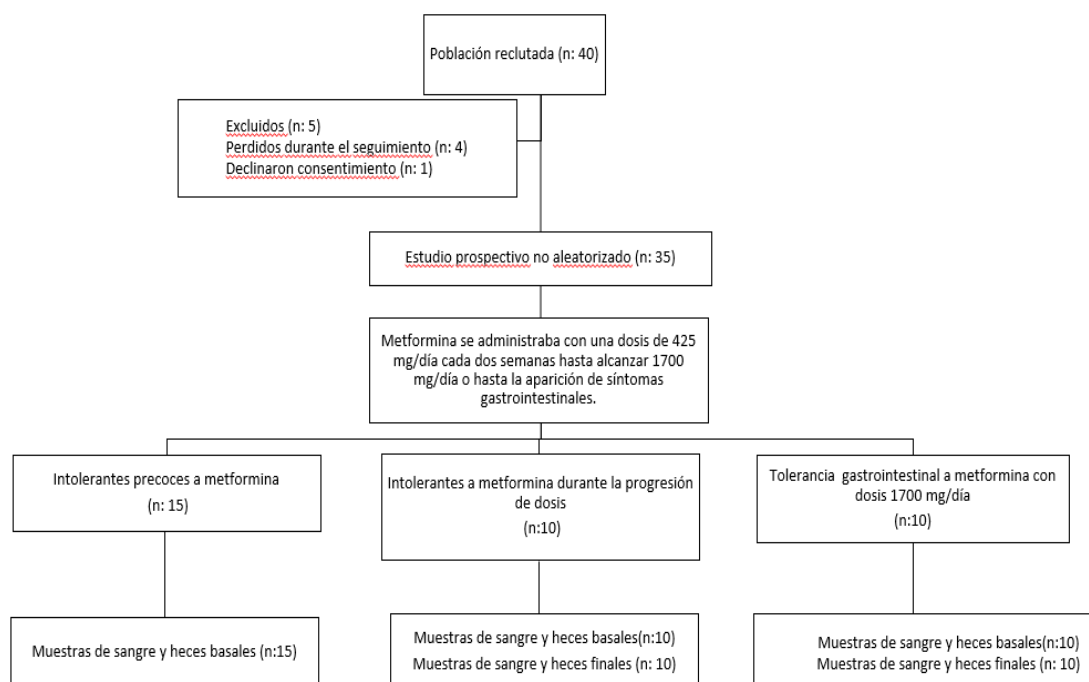 Población reclutada (n: 40)
Excluidos (n: 5)
Perdidos durante el seguimiento (n: 4)
Declinaron consentimiento (n: 1)
Estudio prospectivo no aleatorizado (n: 35)
Metformina se administraba con una dosis de 425
mg/día cada dos semanas hasta alcanzar 1700
mg/día o hasta la aparición de síntomas
gastrointestinales.
Intolerantes precoces a metformina
(n: 15)
Intolerantes a metformina durante la progresión
de dosis
(n:10)
Tolerancia gastrointestinal a metformina con
dosis 1700 mg/día
(n:10)
Muestras de sangre y heces basales (n:15)
Muestras de sangre y heces basales(n:10)
Muestras de sangre y heces finales (n: 10)
Muestras de sangre y heces basales(n:10)
Muestras de sangre y heces finales (n: 10)